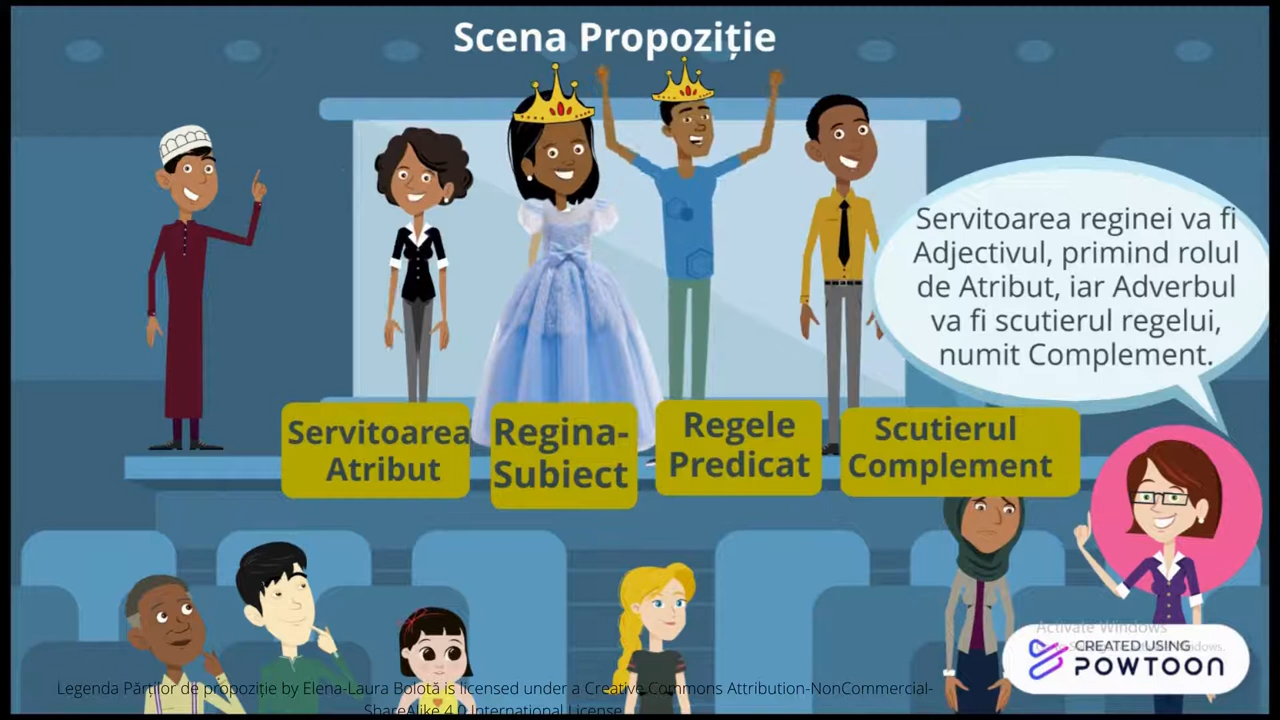 Scena Propoziție
Servitoarea reginei va fi
Adjectivul, primind rolul
de Atribut, iar Adverbul
va fi scutierul regelui,
numit Complement.
Servitoarea
Atribut
Regina-
Subiect
Regele
Predicat
Scutierul
Complement
Activate Windows
CREATED USING
POWTOON
Legenda Părților de propoziție by Elena-Laura Bolotă is licensed under a Creative Commons Attribution-NonCommercial-
ShareAlike 4.0 International License